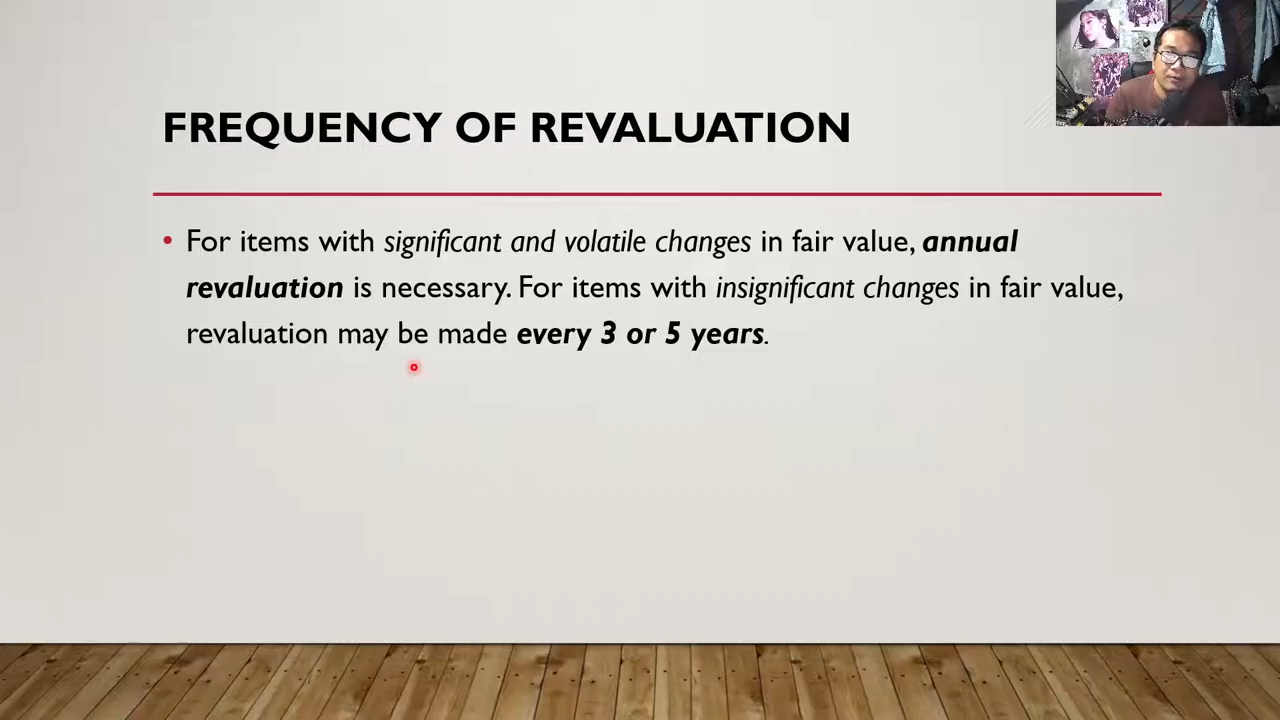 FREQUENCY OF REVALUATION
• For items with significant and volatile changes in fair value, annual
revaluation is necessary. For items with insignificant changes in fair value,
revaluation may be made every 3 or 5 years.